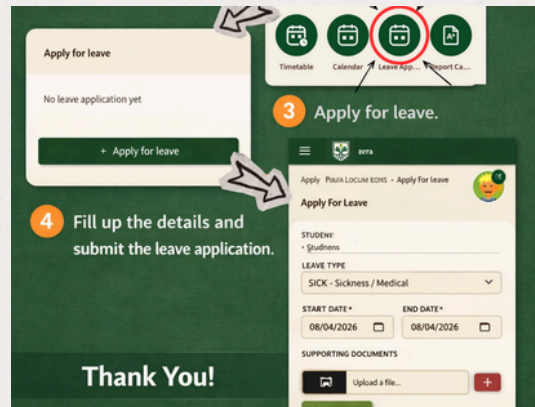 Apply for leave
No leave application yet
+ Apply for leave
Timetable
Calendar
Leave App...
Report Ca...
3 Apply for leave.
4 Fill up the details and
submit the leave application.
zeta
Apply
- Apply For leave
Apply For Leave
STUDENT:
- Studnens
LEAVE TYPE
SICK - Sickness / Medical
START DATE*
END DATE*
08/04/2026
08/04/2026
SUPPORTING DOCUMENTS
Upload a file...
+
Thank You!